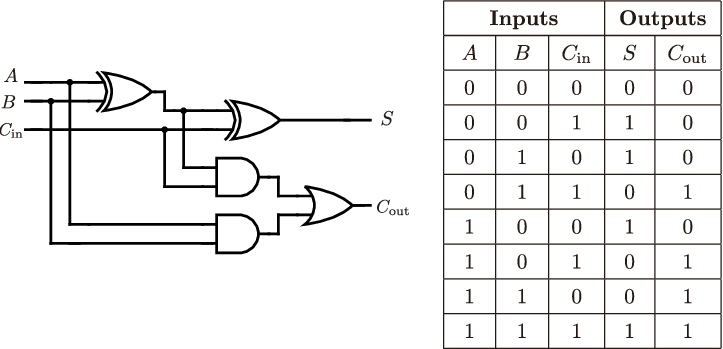 A
B
C_in
S
C_out
Inputs Outputs
A B C_in S C_out
0 0 0 0 0
0 0 1 1 0
0 1 0 1 0
0 1 1 0 1
1 0 0 1 0
1 0 1 0 1
1 1 0 0 1
1 1 1 1 1